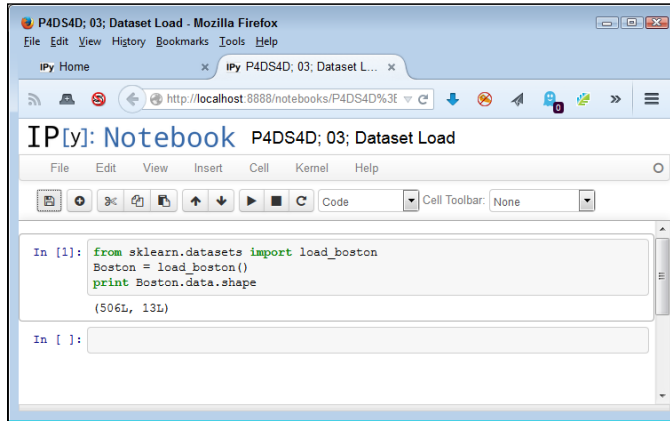 P4DS4D; 03; Dataset Load - Mozilla Firefox
File Edit View History Bookmarks Tools Help
IPy Home × IPy P4DS4D; 03; Dataset L... ×
http://localhost:8888/notebooks/P4DS4D%3E
0
IP[y]: Notebook P4DS4D; 03; Dataset Load
File Edit View Insert Cell Kernel Help
Code Cell Toolbar: None
In [1]: from sklearn.datasets import load_boston
Boston = load_boston()
print Boston.data.shape
(506L, 13L)
In [ ]: